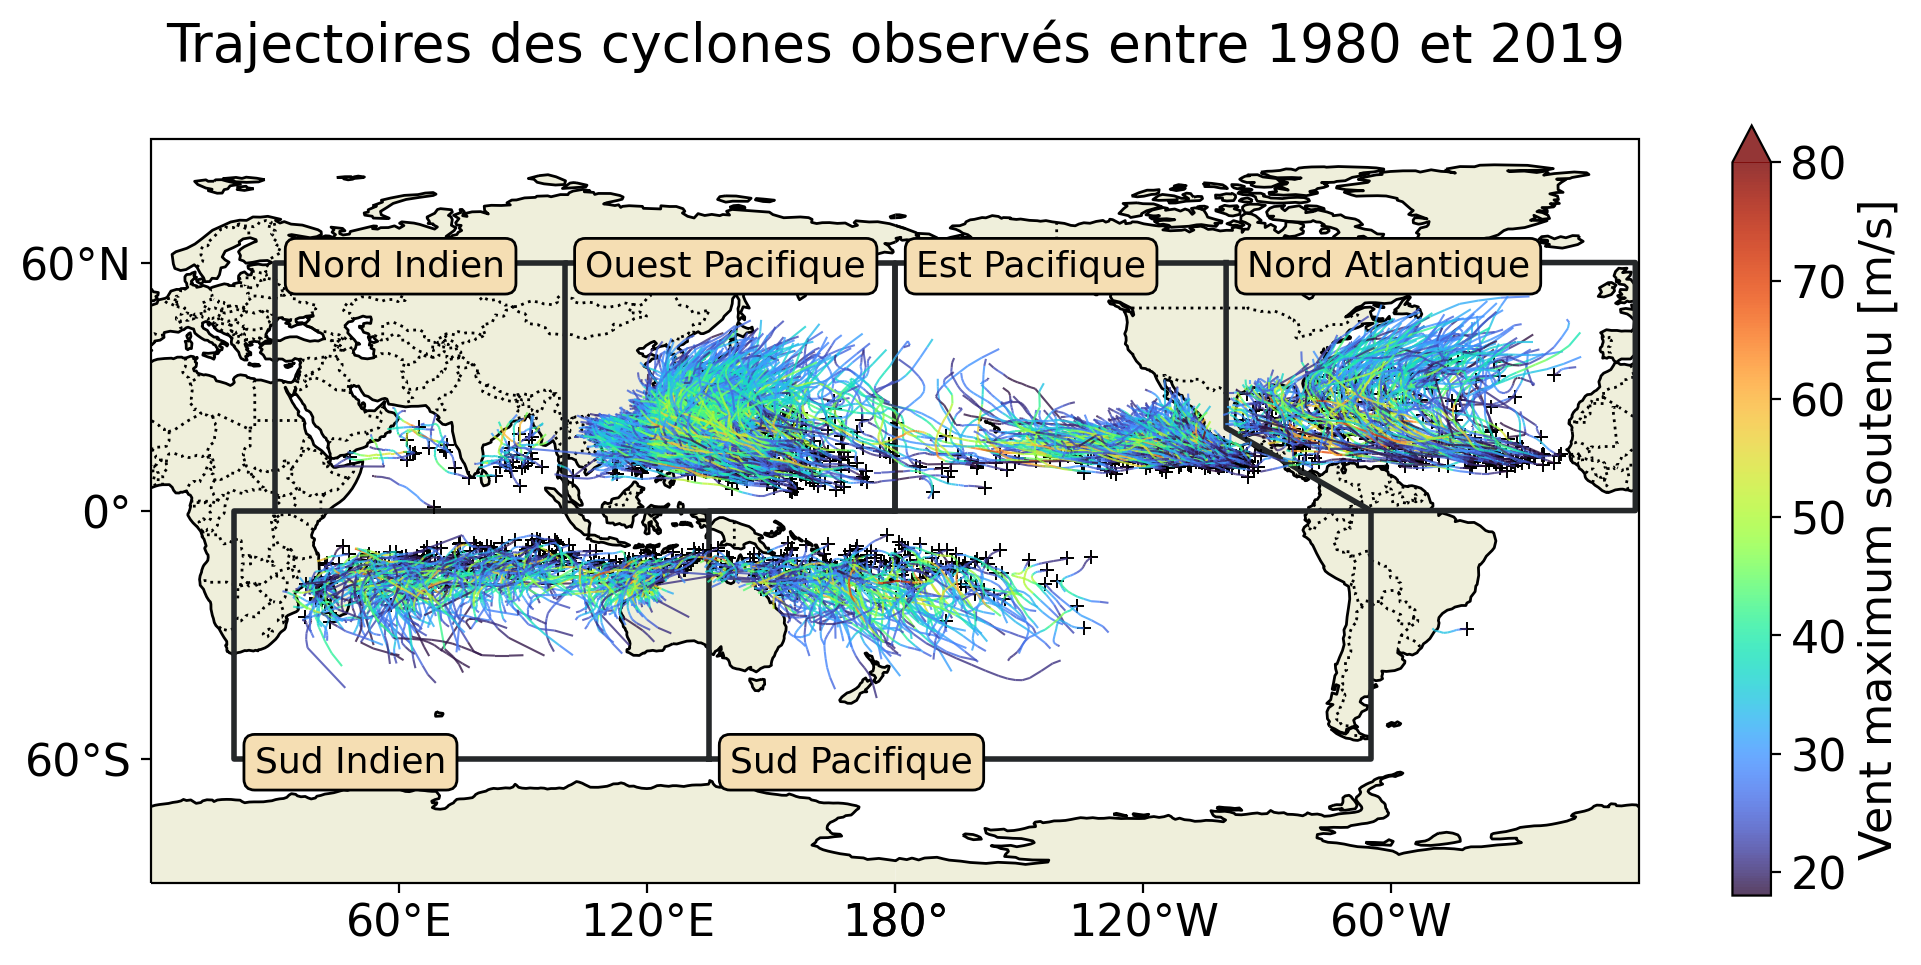 Trajectoires des cyclones observés entre 1980 et 2019
60°N
0°
60°S
Nord Indien
Ouest Pacifique
Est Pacifique
Nord Atlantique
Sud Indien
Sud Pacifique
60°E
120°E
180°
120°W
60°W
80
70
60
50
40
30
20
Vent maximum soutenu [m/s]